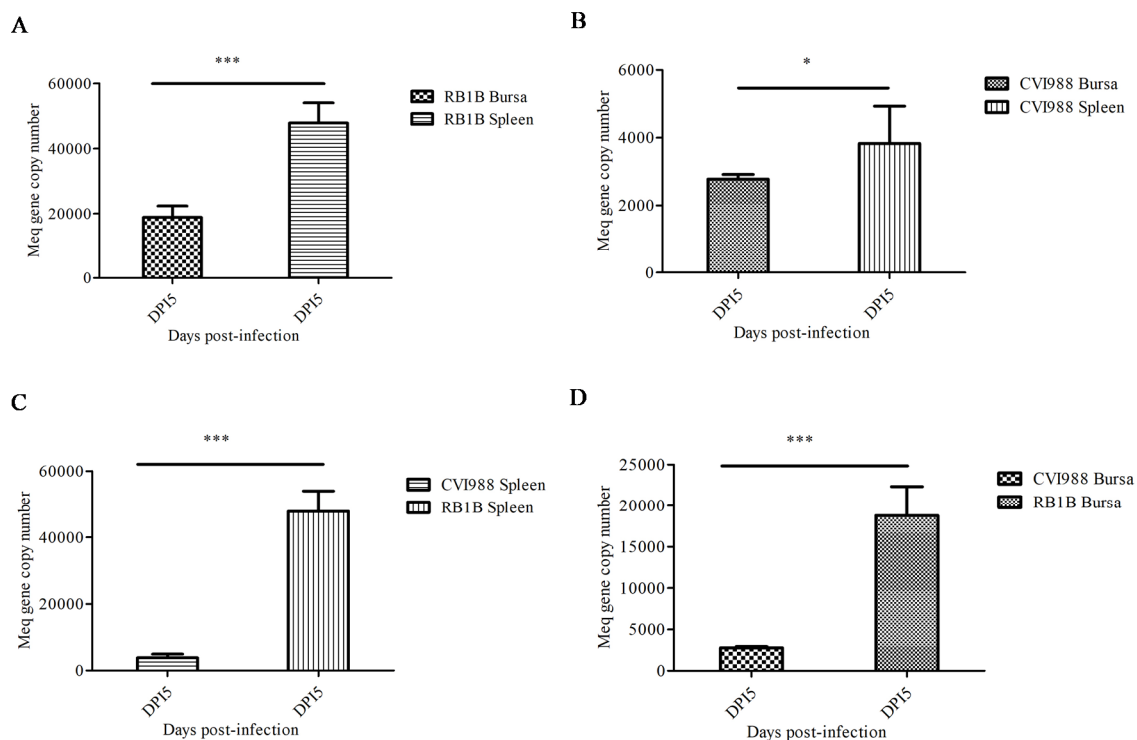 A
***
Meq gene copy number
60000
40000
20000
0
DPI5
DPI5
Days post-infection
RB1B Bursa
RB1B Spleen
B
*
Meq gene copy number
6000
4000
2000
0
DPI5
DPI5
Days post-infection
CVI988 Bursa
CVI988 Spleen
C
***
Meq gene copy number
60000
40000
20000
0
DPI5
DPI5
Days post-infection
CVI988 Spleen
RB1B Spleen
D
***
Meq gene copy number
25000
20000
15000
10000
5000
0
DPI5
DPI5
Days post-infection
CVI988 Bursa
RB1B Bursa